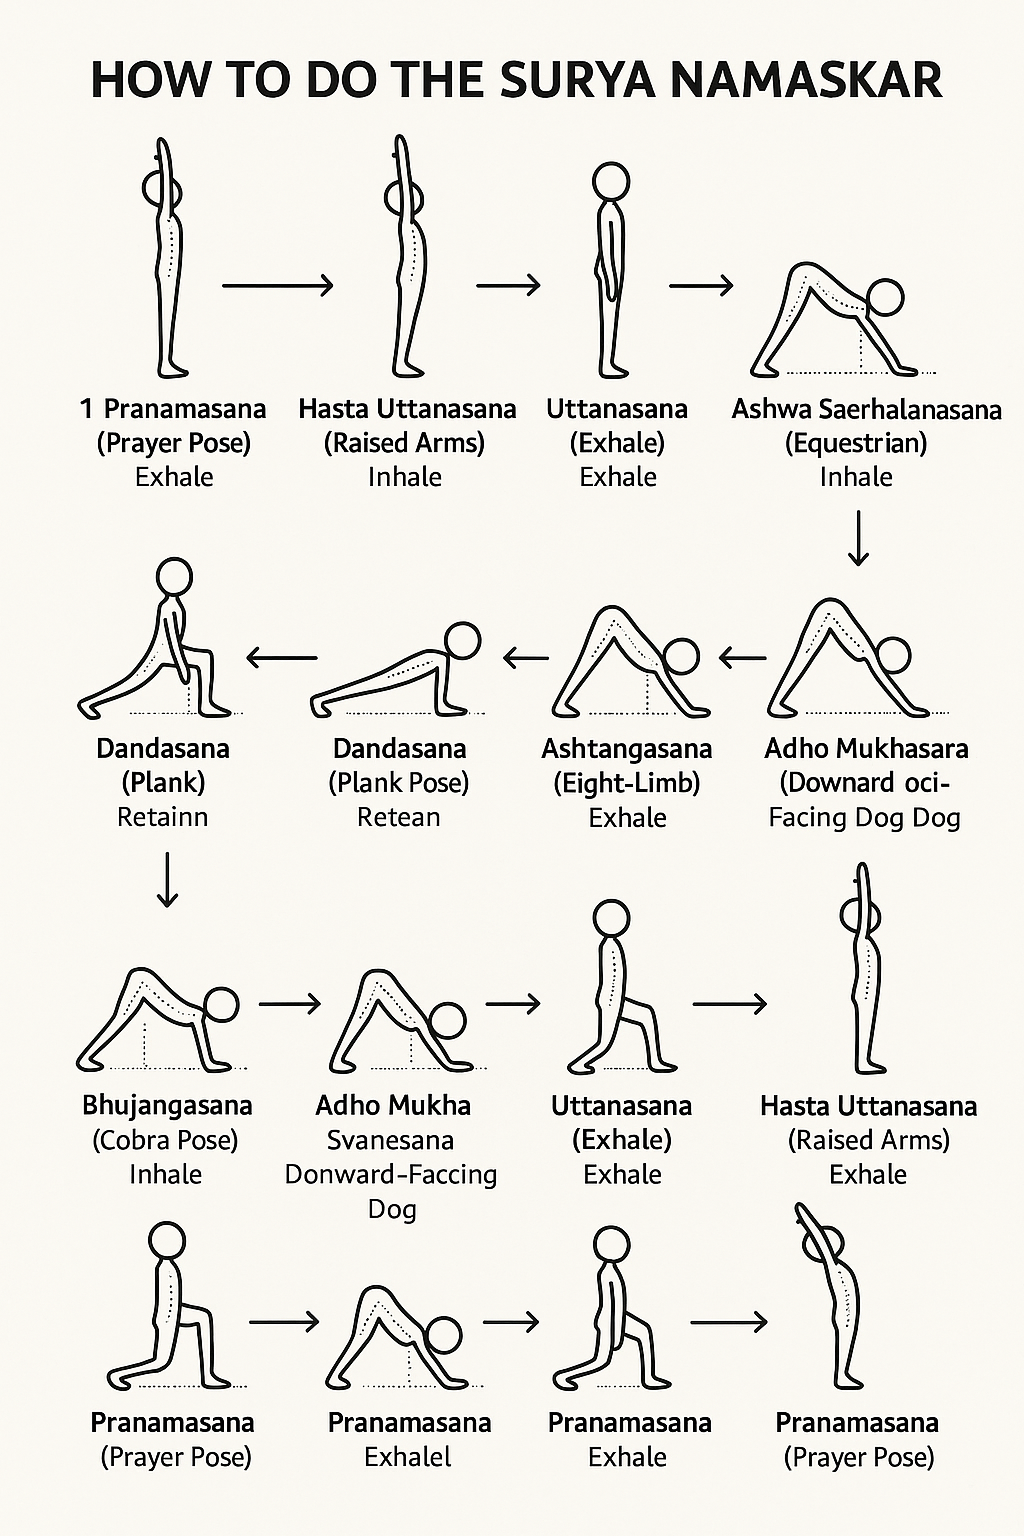 HOW TO DO THE SURYA NAMASKAR
1 Pranamasana
(Prayer Pose)
Exhale
Hasta Uttanasana
(Raised Arms)
Inhale
Uttanasana
(Exhale)
Exhale
Ashwa Saerhalanasana
(Equestrian)
Inhale
Dandasana
(Plank)
Retainn
Dandasana
(Plank Pose)
Retean
Ashtangasana
(Eight-Limb)
Exhale
Adho Mukhasara
(Downard oci-
Facing Dog Dog
Bhujangasana
(Cobra Pose)
Inhale
Adho Mukha
Svanesana
Donward-Faccing
Dog
Uttanasana
(Exhale)
Exhale
Hasta Uttanasana
(Raised Arms)
Exhale
Pranamasana
(Prayer Pose)
Pranamasana
Exhalel
Pranamasana
Exhale
Pranamasana
(Prayer Pose)